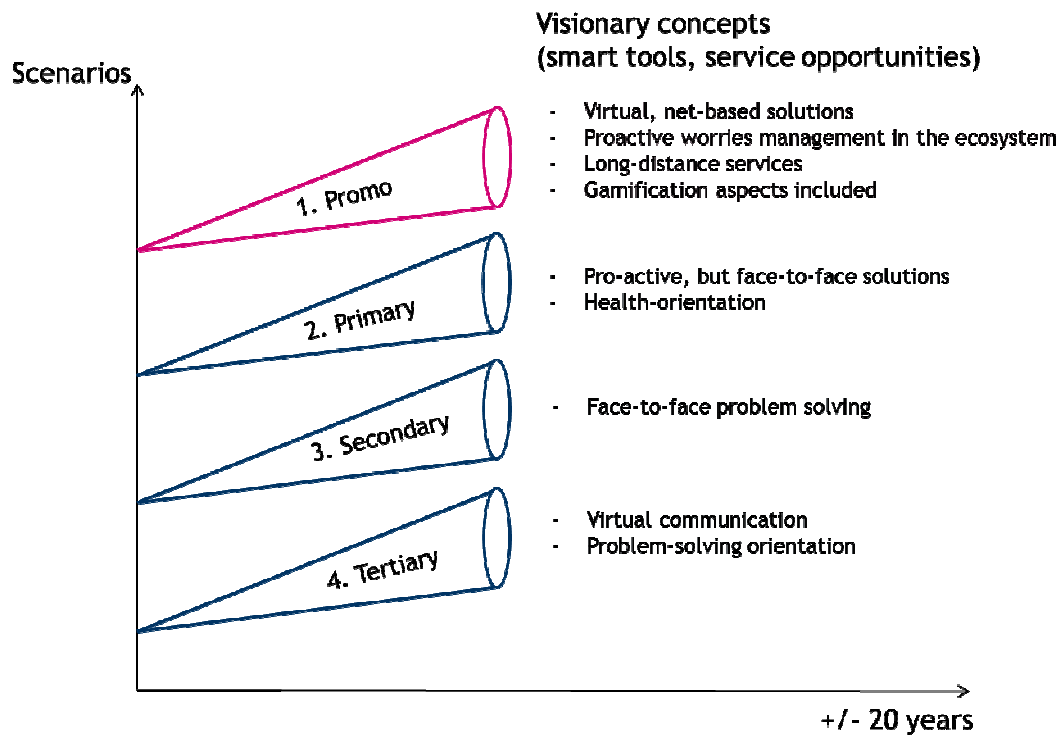 Visionary concepts
(smart tools, service opportunities)
Scenarios
- Virtual, net-based solutions
- Proactive worries management in the ecosystem
- Long-distance services
- Gamification aspects included
1. Promo
- Pro-active, but face-to-face solutions
- Health-orientation
2. Primary
- Face-to-face problem solving
3. Secondary
- Virtual communication
- Problem-solving orientation
4. Tertiary
+/- 20 years